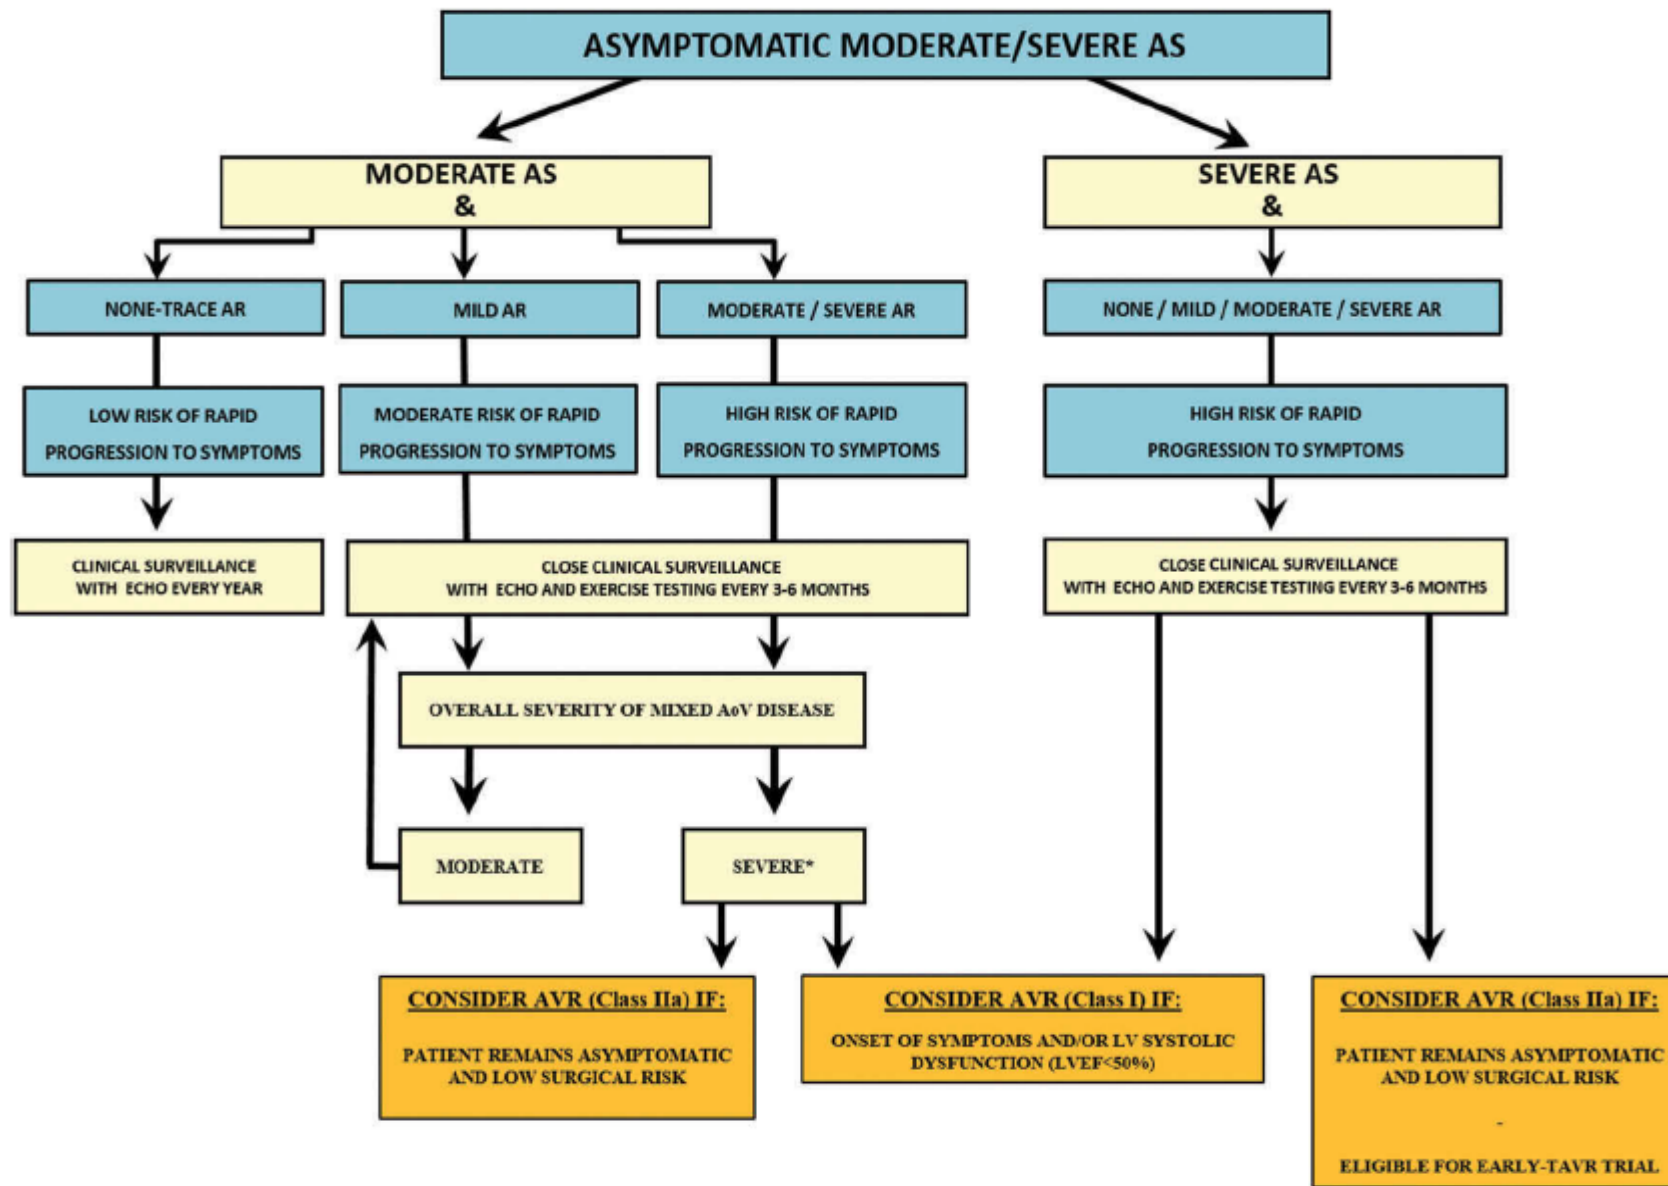 ASYMPTOMATIC MODERATE/SEVERE AS
MODERATE AS
&
SEVERE AS
&
NONE-TRACE AR
MILD AR
MODERATE / SEVERE AR
NONE / MILD / MODERATE / SEVERE AR
LOW RISK OF RAPID
PROGRESSION TO SYMPTOMS
MODERATE RISK OF RAPID
PROGRESSION TO SYMPTOMS
HIGH RISK OF RAPID
PROGRESSION TO SYMPTOMS
HIGH RISK OF RAPID
PROGRESSION TO SYMPTOMS
CLINICAL SURVEILLANCE
WITH ECHO EVERY YEAR
CLOSE CLINICAL SURVEILLANCE
WITH ECHO AND EXERCISE TESTING EVERY 3-6 MONTHS
CLOSE CLINICAL SURVEILLANCE
WITH ECHO AND EXERCISE TESTING EVERY 3-6 MONTHS
OVERALL SEVERITY OF MIXED AoV DISEASE
MODERATE
SEVERE*
CONSIDER AVR (Class IIa) IF:
PATIENT REMAINS ASYMPTOMATIC
AND LOW SURGICAL RISK
CONSIDER AVR (Class I) IF:
ONSET OF SYMPTOMS AND/OR LV SYSTOLIC
DYSFUNCTION (LVEF<50%)
CONSIDER AVR (Class IIa) IF:
PATIENT REMAINS ASYMPTOMATIC
AND LOW SURGICAL RISK
-
ELIGIBLE FOR EARLY-TAVR TRIAL